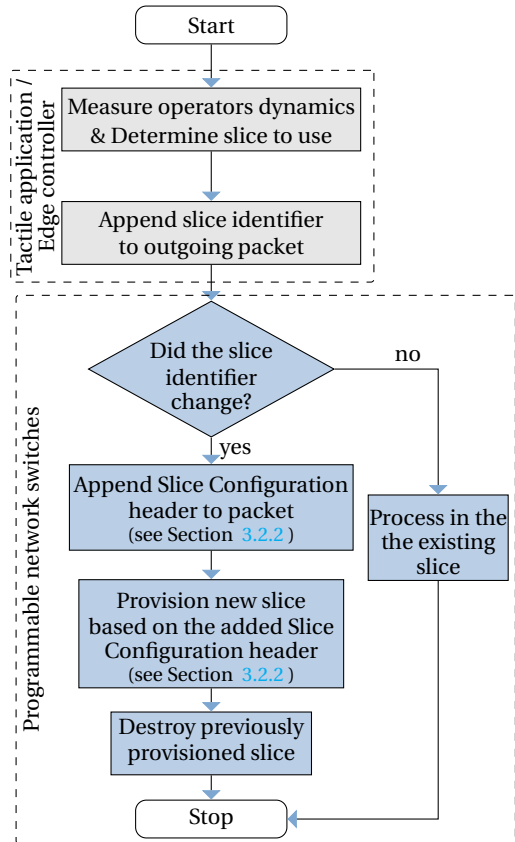 Start
Tactile application /
Edge controller
Measure operators dynamics
& Determine slice to use
Append slice identifier
to outgoing packet
Programmable network switches
Did the slice
identifier
change?
no
yes
Append Slice Configuration
header to packet
(see Section 3.2.2 )
Process in the
the existing
slice
Provision new slice
based on the added Slice
Configuration header
(see Section 3.2.2 )
Destroy previously
provisioned slice
Stop